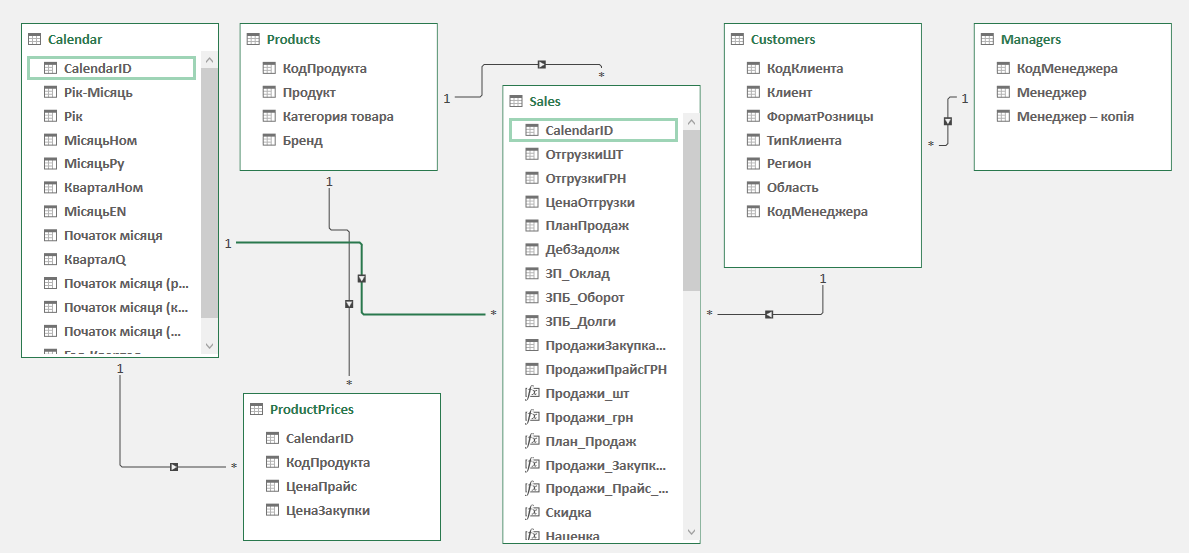 Calendar
CalendarID
Рік-Місяць
Рік
МісяцьНом
МісяцьРу
КварталНом
МісяцьEN
Початок місяця
КварталQ
Початок місяця (р...
Початок місяця (к...
Початок місяця (...
Год-Квартал
1
1
Products
КодПродукта
Продукт
Категория товара
Бренд
1
1
*
*
ProductPrices
CalendarID
КодПродукта
ЦенаПрайс
ЦенаЗакупки
*
*
Sales
CalendarID
ОтгрузкиШТ
ОтгрузкиГРН
ЦенаОтгрузки
ПланПродаж
ДебЗадолж
ЗП_Оклад
ЗПБ_Оборот
ЗПБ_Долги
ПродажиЗакупка...
ПродажиПрайсГРН
Продажи_шт
Продажи_грн
План_Продаж
Продажи_Закупк...
Продажи_Прайс_...
Скидка
Наценка
*
Customers
КодКлиента
Клиент
ФорматРозницы
ТипКлиента
Регион
Область
КодМенеджера
1
*
1
Managers
КодМенеджера
Менеджер
Менеджер – копія